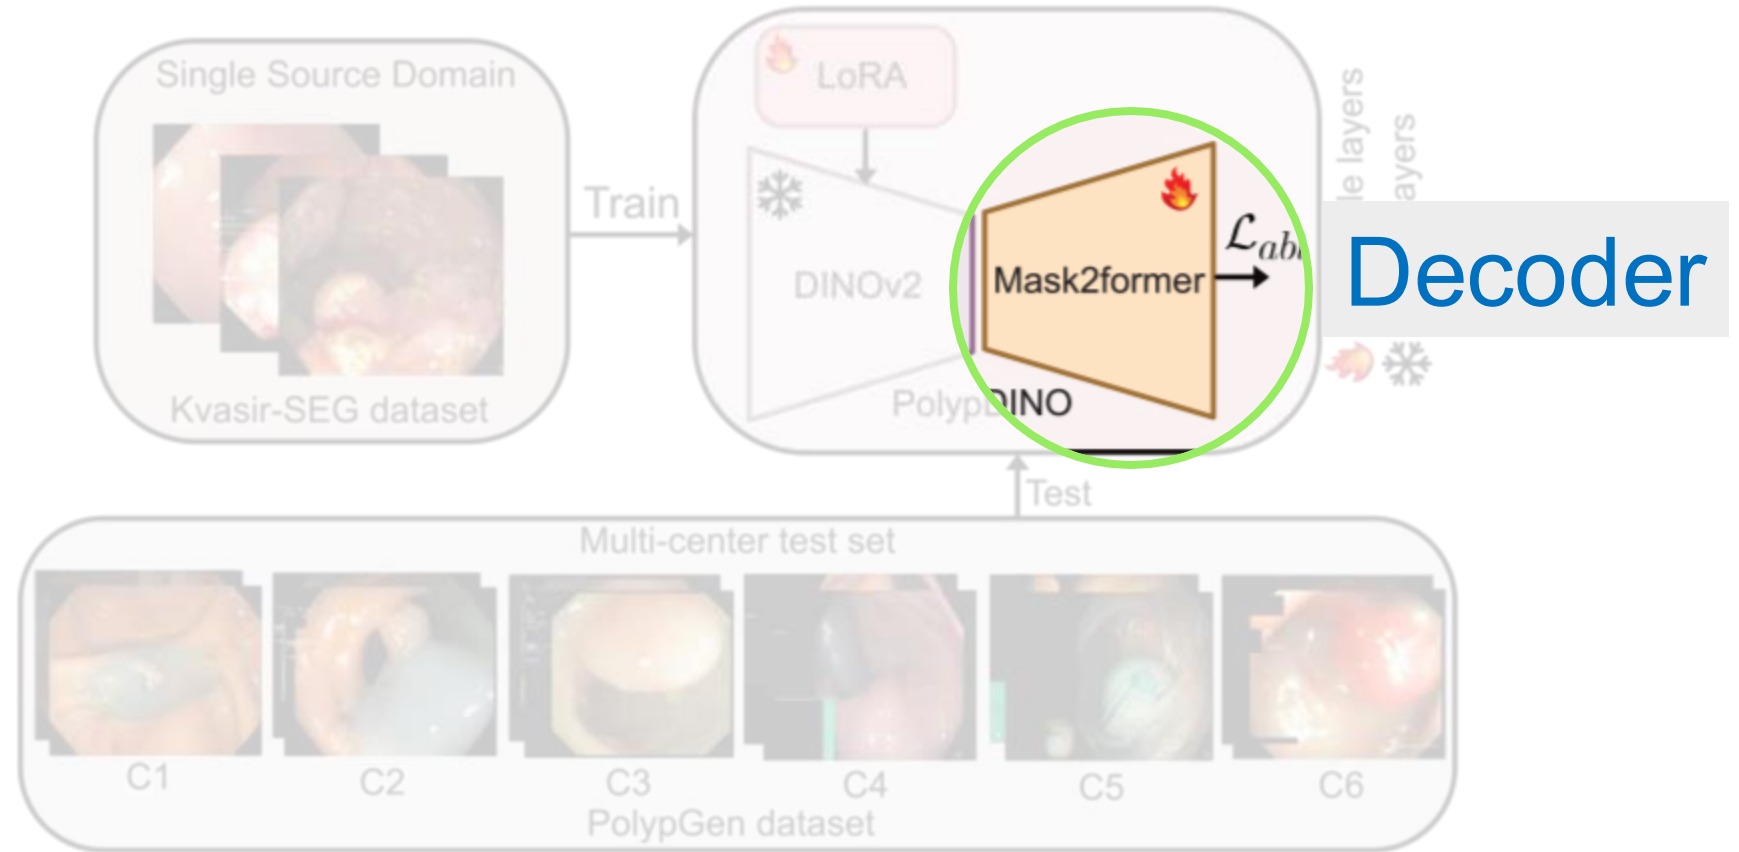 Single Source Domain
Kvasir-SEG dataset
Train
LoRA
DINOv2
Mask2former
PolypDINO
layers
Decoder
Test
Multi-center test set
C1
C2
C3
C4
C5
C6
PolypGen dataset